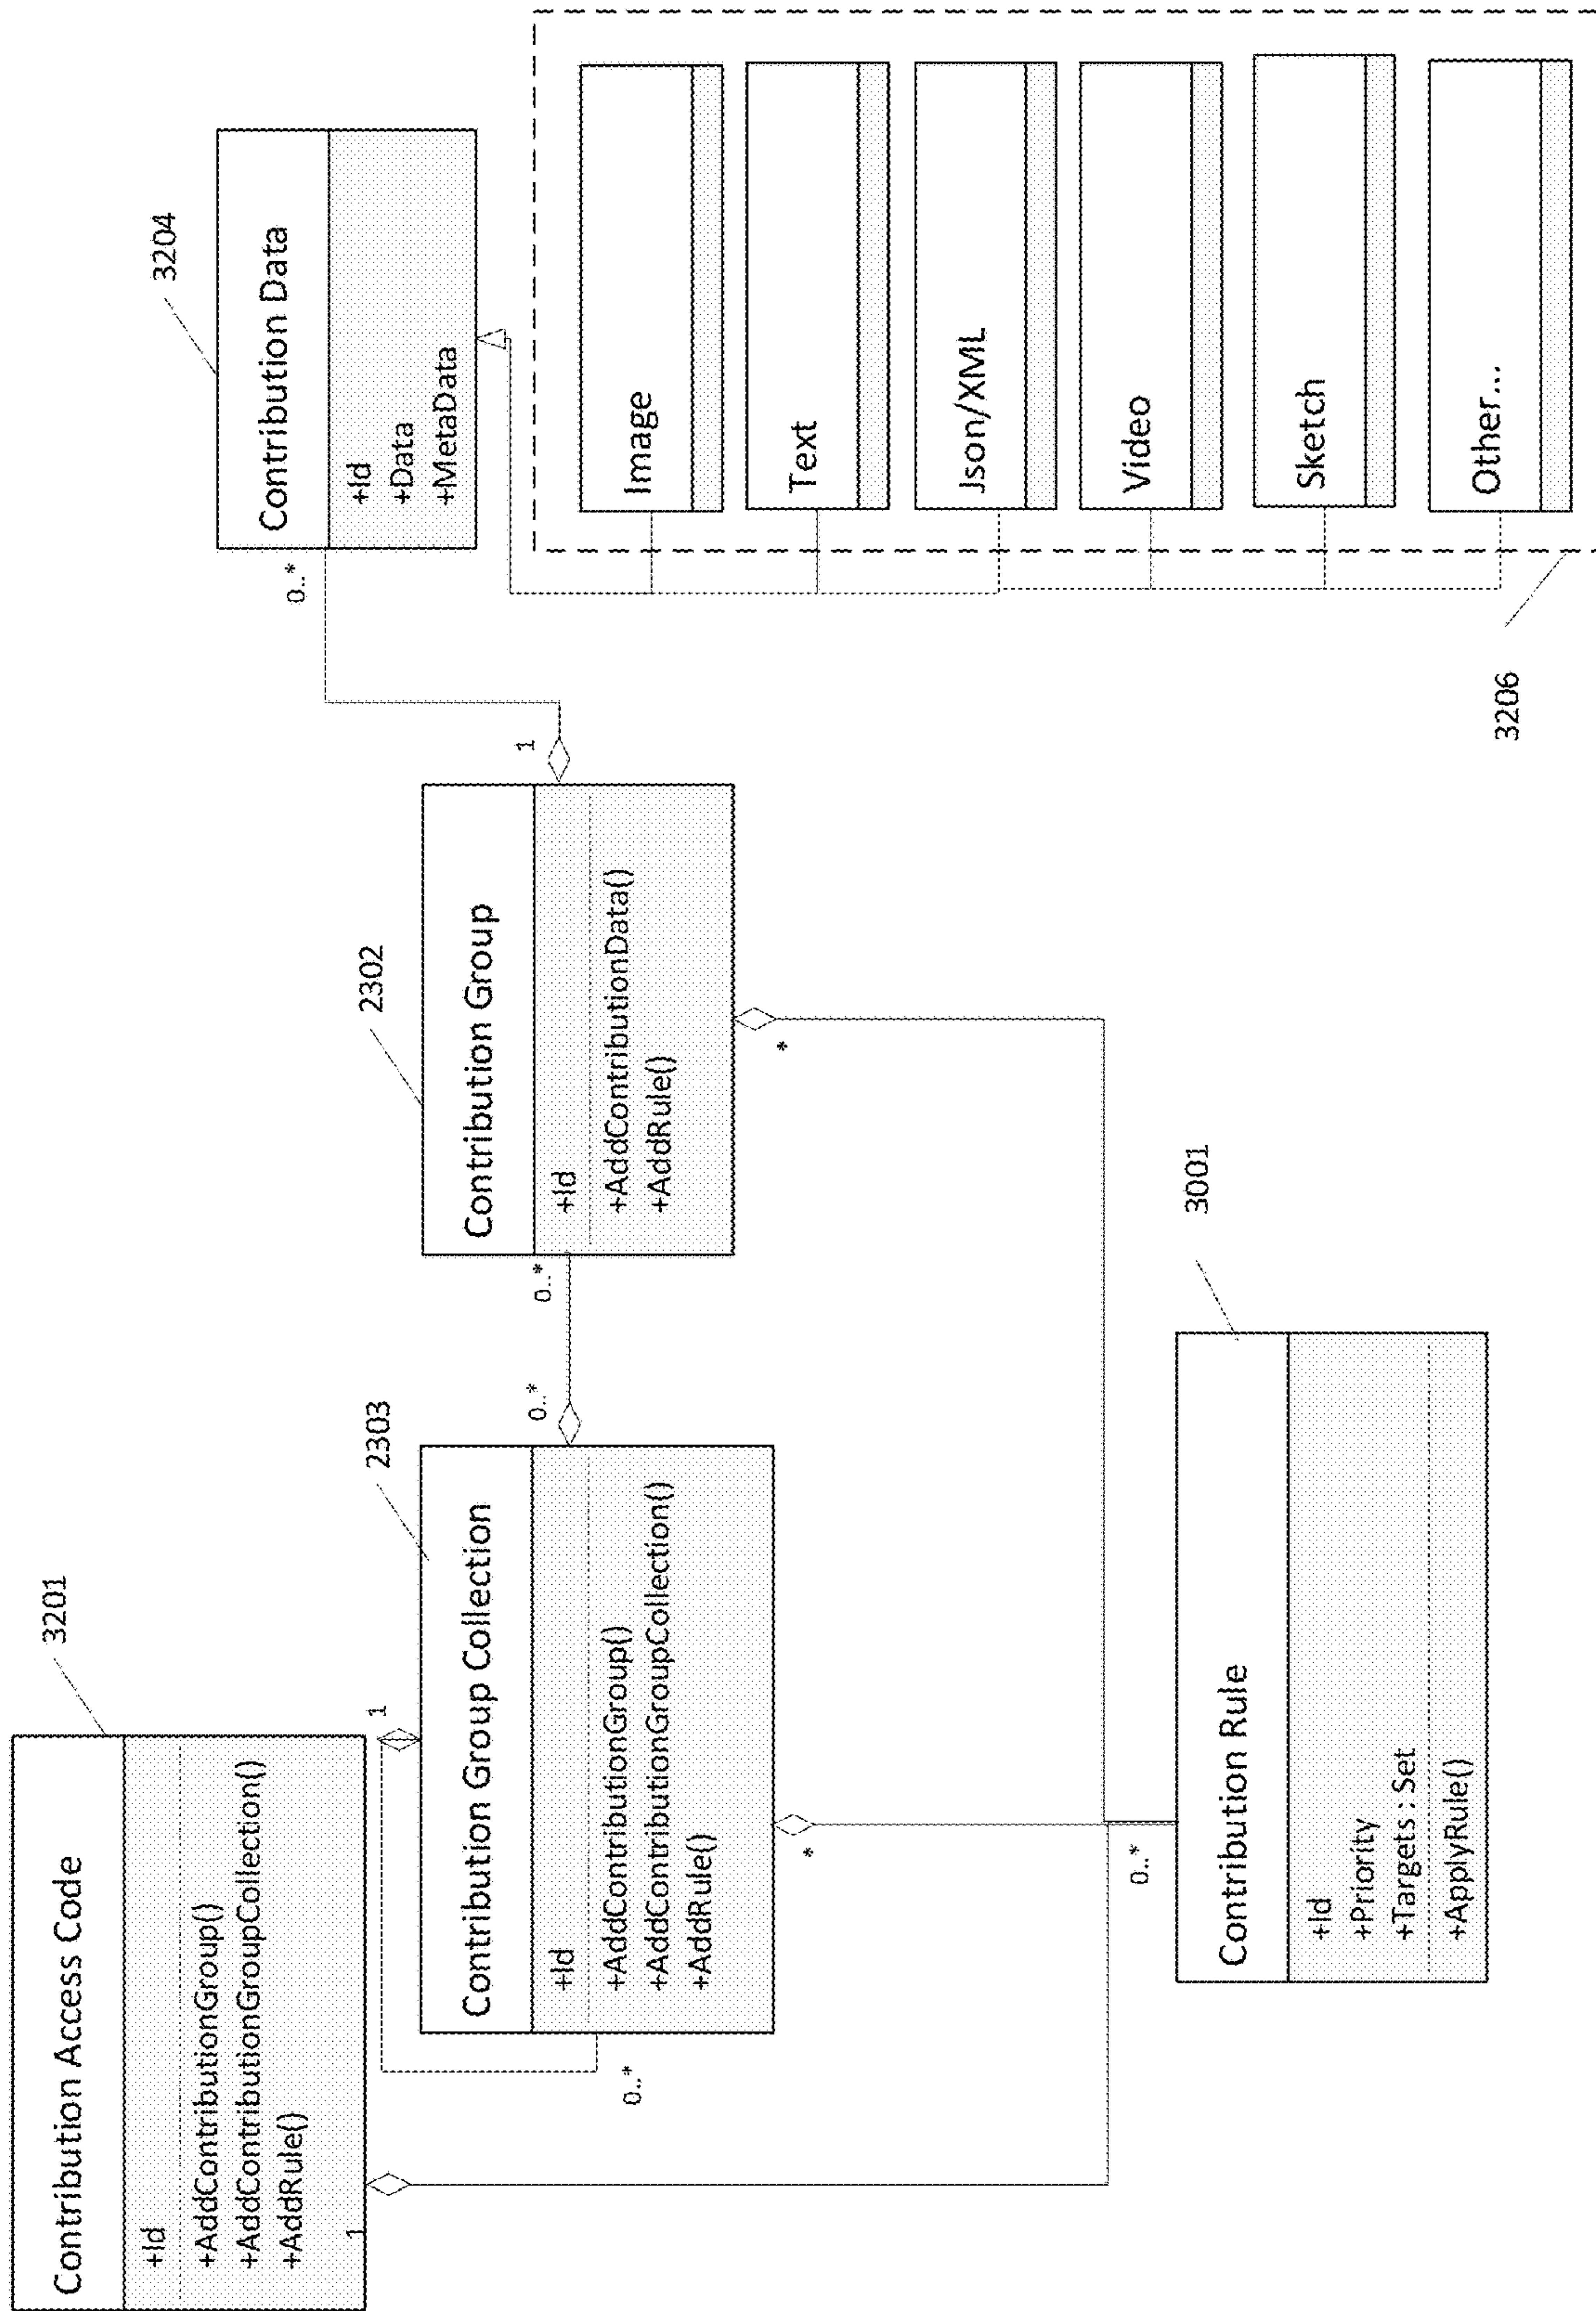 3201
Contribution Access Code
+Id
+AddContributionGroup()
+AddContributionGroupCollection()
+AddRule()
1
1
2303
Contribution Group Collection
+Id
+AddContributionGroup()
+AddContributionGroupCollection()
+AddRule()
0..*
0..*
*
0..*
2302
Contribution Group
+Id
+AddContributionData()
+AddRule()
*
1
0..*
3204
Contribution Data
+Id
+Data
+MetaData
Image
Text
Json/XML
Video
Sketch
Other...
3206
3001
0..*
Contribution Rule
+Id
+Priority
+Targets : Set
+ApplyRule()